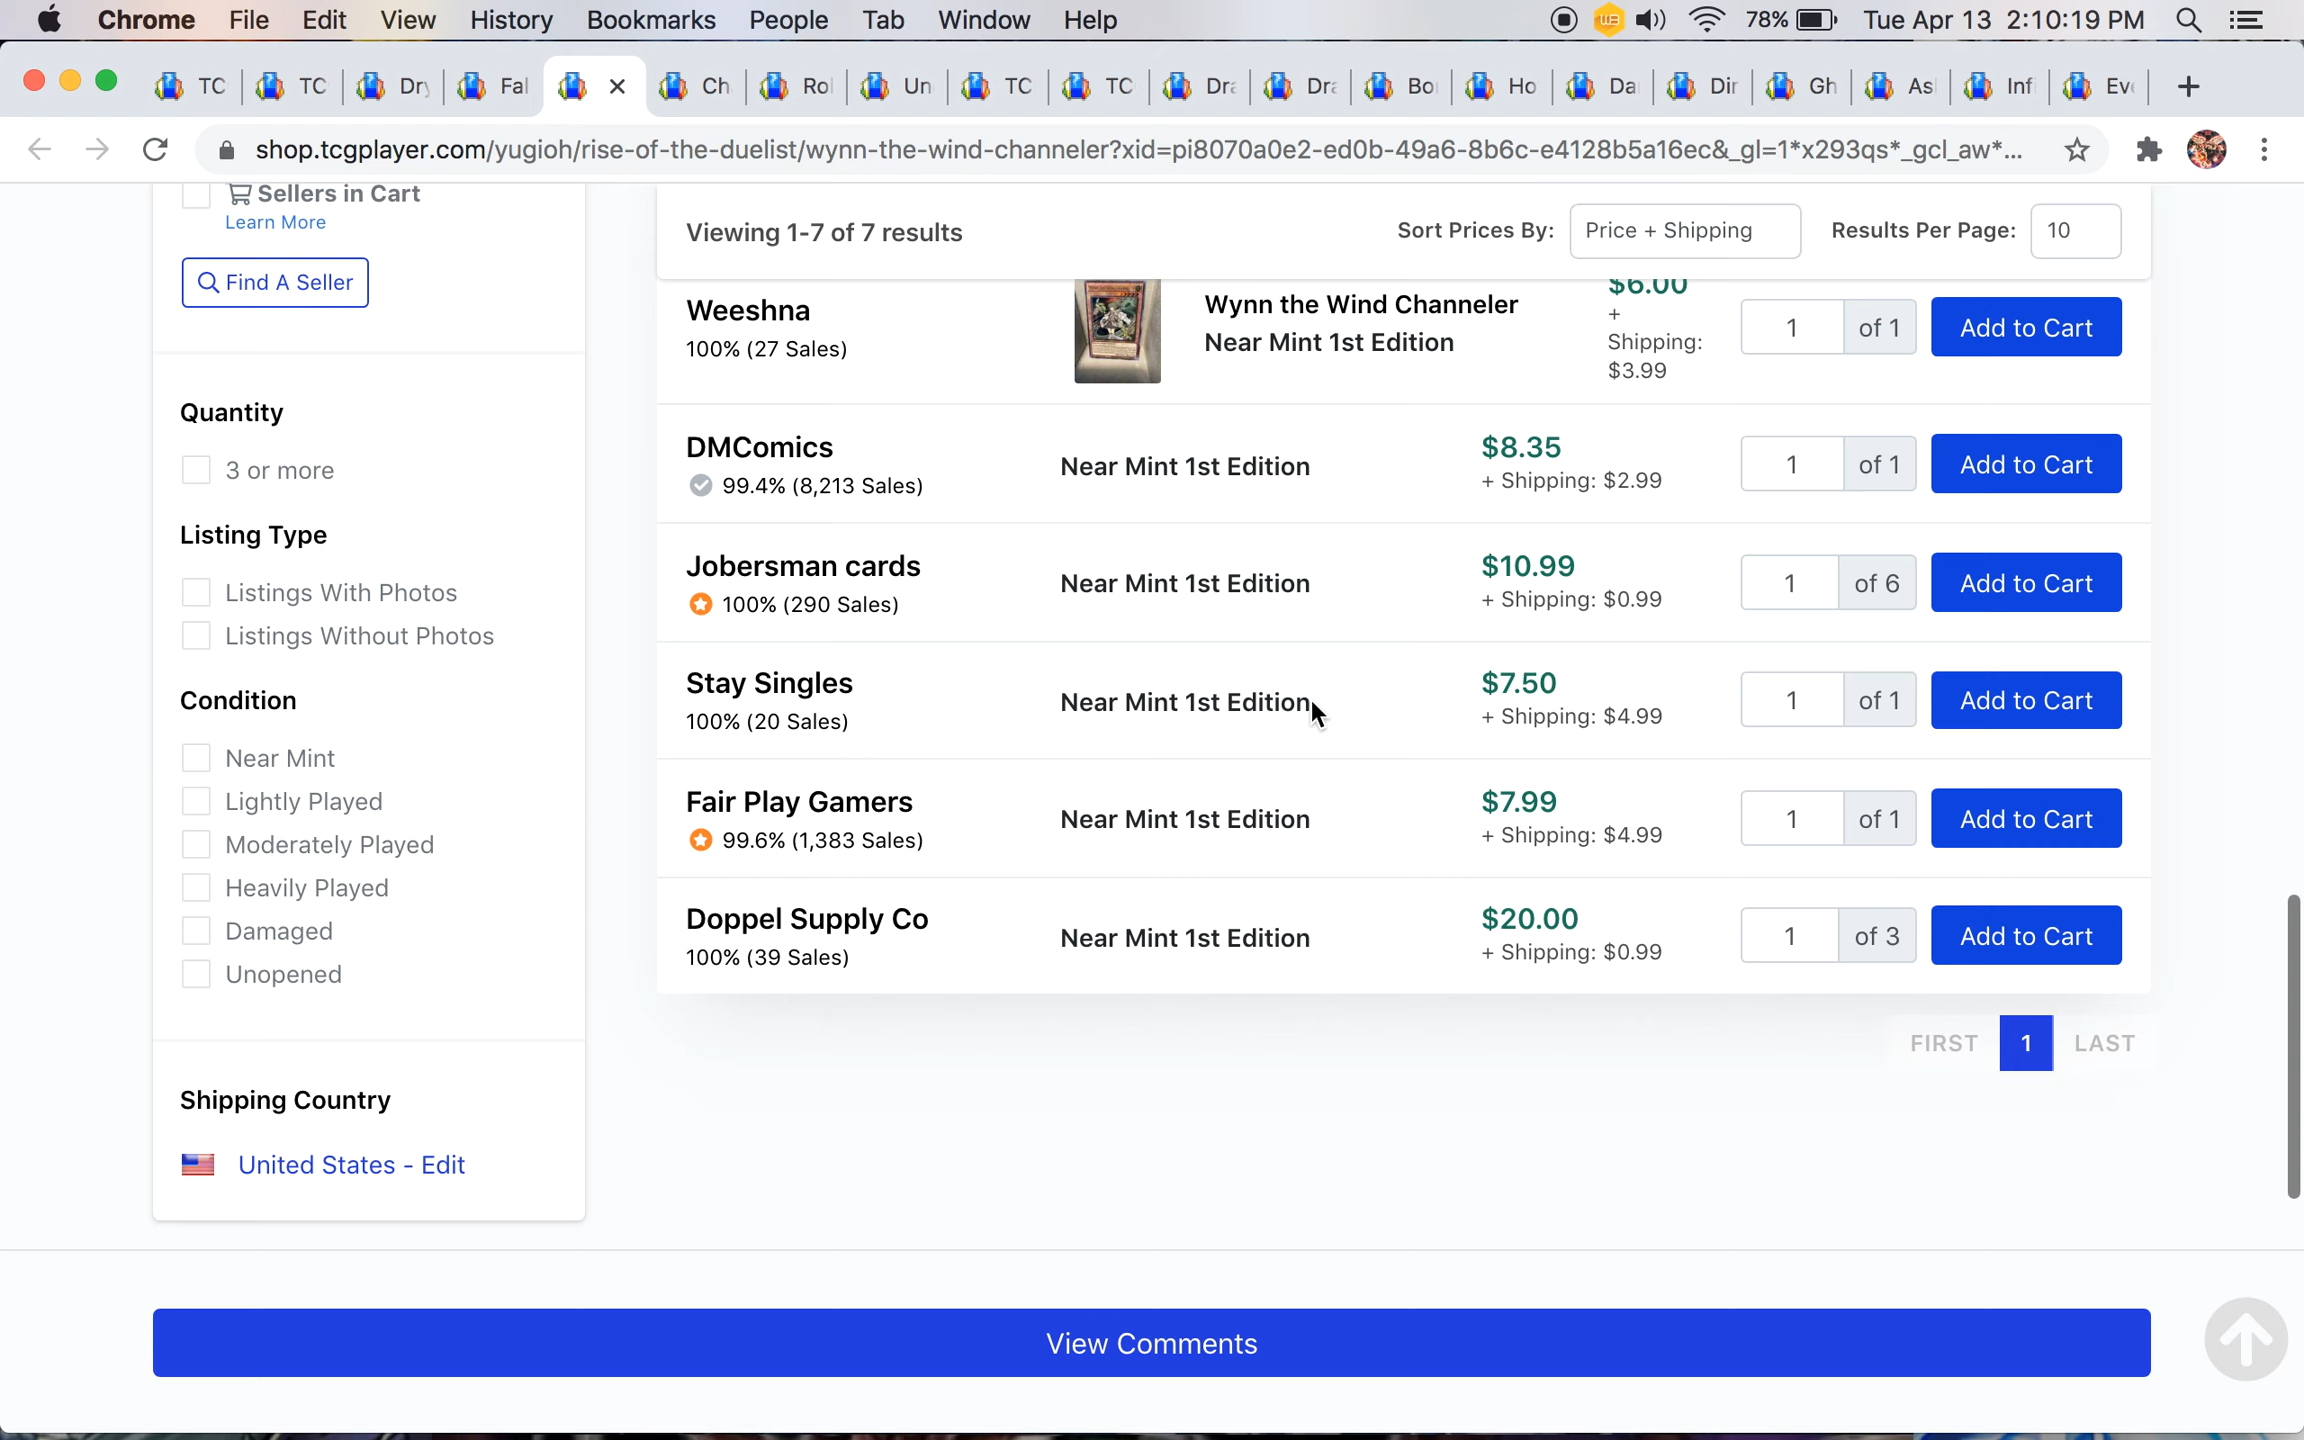 Chrome File Edit View History Bookmarks People Tab Window Help 78% Tue Apr 13 2:10:19 PM
TC TC Dry Fal Ch Rol Un TC TC Dra Dra Bo Ho Da Dir Gh As Inf Eve
shop.tcgplayer.com/yugioh/rise-of-the-duelist/wynn-the-wind-channeler?xid=pi8070a0e2-ed0b-49a6-8b6c-e4128b5a16ec&_gl=1*x293qs*_gcl_aw*...
Sellers in Cart
Learn More
Find A Seller
Quantity
3 or more
Listing Type
Listings With Photos
Listings Without Photos
Condition
Near Mint
Lightly Played
Moderately Played
Heavily Played
Damaged
Unopened
Shipping Country
United States - Edit
Viewing 1-7 of 7 results Sort Prices By: Price + Shipping Results Per Page: 10
Weeshna
100% (27 Sales)
Wynn the Wind Channeler
Near Mint 1st Edition
$6.00
+
Shipping:
$3.99
1 of 1 Add to Cart
DMComics
99.4% (8,213 Sales)
Near Mint 1st Edition
$8.35
+ Shipping: $2.99
1 of 1 Add to Cart
Jobersman cards
100% (290 Sales)
Near Mint 1st Edition
$10.99
+ Shipping: $0.99
1 of 6 Add to Cart
Stay Singles
100% (20 Sales)
Near Mint 1st Edition
$7.50
+ Shipping: $4.99
1 of 1 Add to Cart
Fair Play Gamers
99.6% (1,383 Sales)
Near Mint 1st Edition
$7.99
+ Shipping: $4.99
1 of 1 Add to Cart
Doppel Supply Co
100% (39 Sales)
Near Mint 1st Edition
$20.00
+ Shipping: $0.99
1 of 3 Add to Cart
FIRST 1 LAST
View Comments